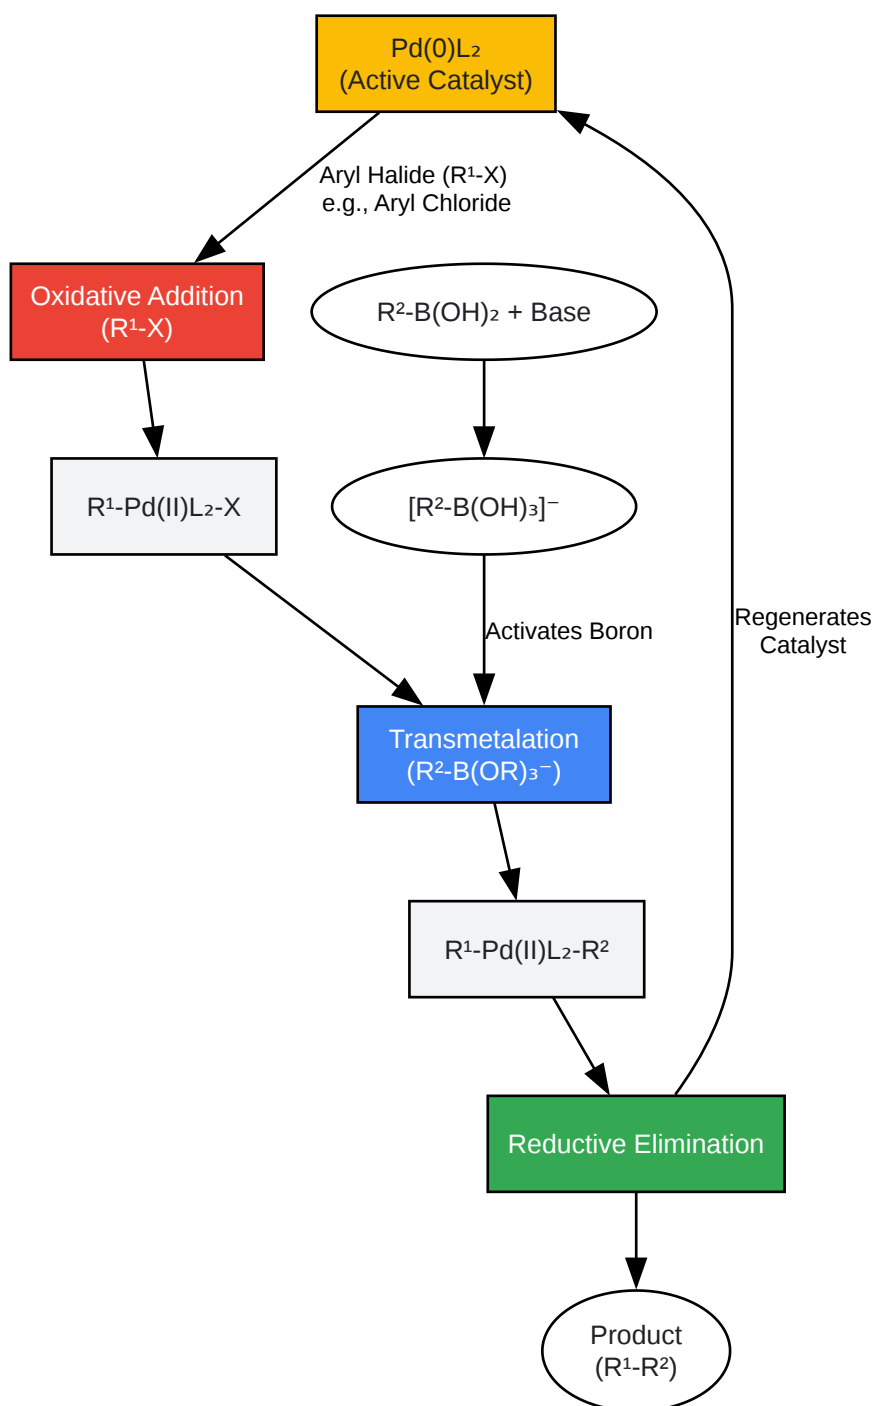 Pd(0)L₂
(Active Catalyst)
Aryl Halide (R¹-X)
e.g., Aryl Chloride
Oxidative Addition
(R¹-X)
R²-B(OH)₂ + Base
R¹-Pd(II)L₂-X
[R²-B(OH)₃]⁻
Activates Boron
Regenerates
Catalyst
Transmetalation
(R²-B(OR)₃⁻)
R¹-Pd(II)L₂-R²
Reductive Elimination
Product
(R¹-R²)